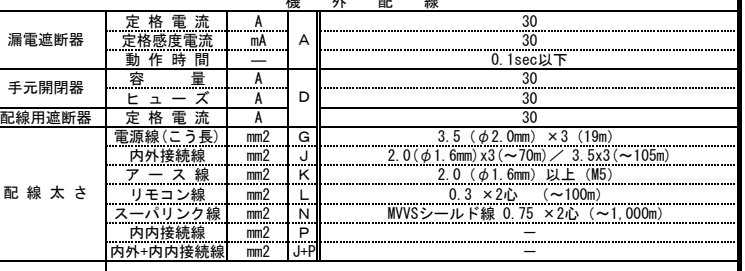 機 外 配 線
漏電遮断器 定格電流 A A 30
定格感度電流 mA 30
動作時間 — 0.1sec以下
手元開閉器 容量 A D 30
ヒューズ A 30
配線用遮断器 定格電流 A 30
配線太さ 電源線(こう長) mm2 G 3.5 (φ2.0mm) ×3 (19m)
内外接続線 mm2 J 2.0(φ1.6mm)x3(～70m)／ 3.5x3(～105m)
アース線 mm2 K 2.0 (φ1.6mm) 以上 (M5)
リモコン線 mm2 L 0.3 ×2心 (～100m)
スーパリンク線 mm2 N MVVSシールド線 0.75 ×2心 (～1,000m)
内内接続線 mm2 P —
内外+内内接続線 mm2 J+P —